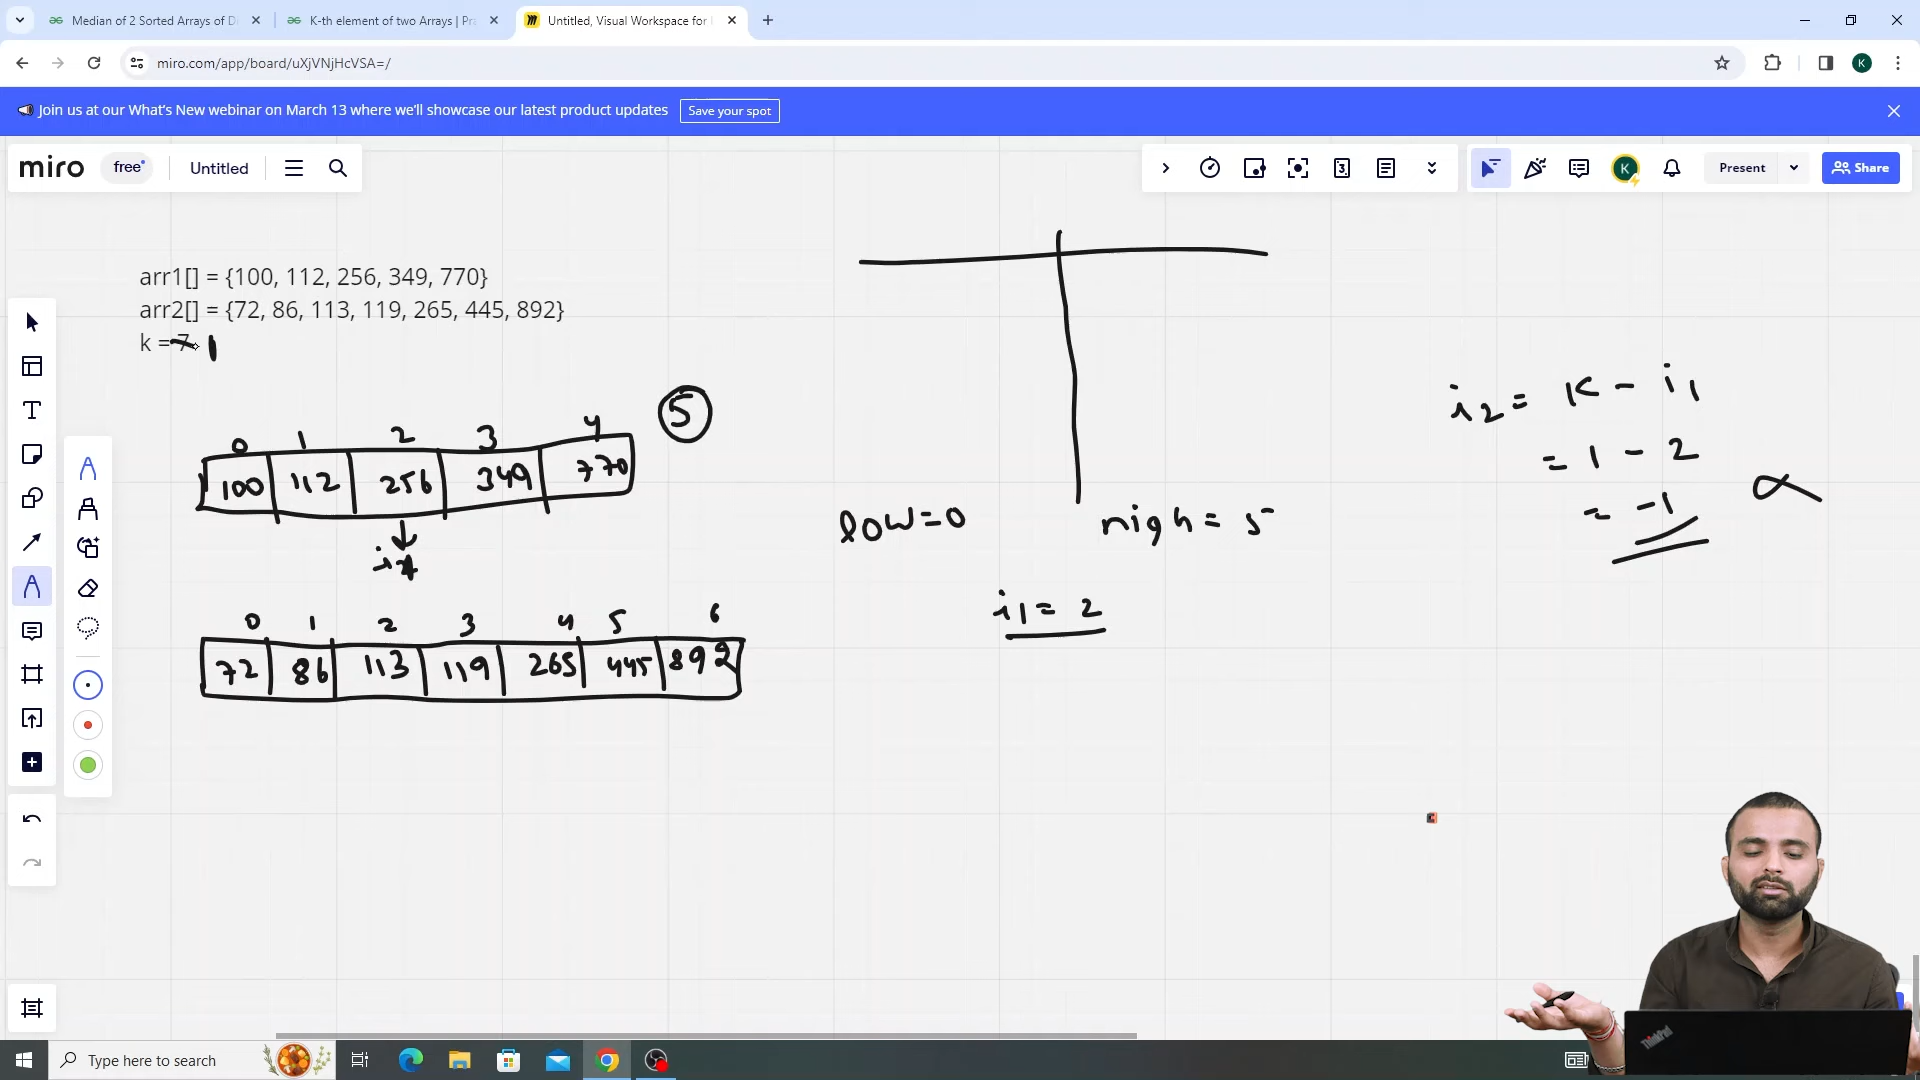 Median of 2 Sorted Arrays of D
K-th element of two Arrays | Pra
Untitled, Visual Workspace for
miro.com/app/board/uXjVNjHcVSA=/
K
Join us at our What's New webinar on March 13 where we'll showcase our latest product updates
Save your spot
miro
free
Untitled
K
Present
Share
arr1[] = {100, 112, 256, 349, 770}
arr2[] = {72, 86, 113, 119, 265, 445, 892}
k = 7 1
5
0 1 2 3 4
100 112 256 349 770
0 1 2 3 4 5 6
72 86 113 119 265 445 892
low=0
high = 5
i1 = 2
i2 = K - i1
= 1 - 2
= -1
Type here to search
ThinkPad